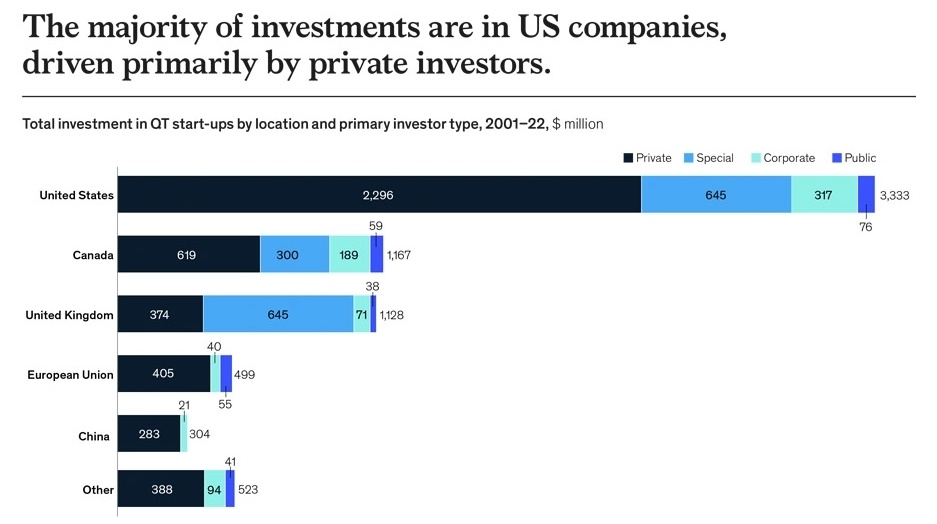 The majority of investments are in US companies,
driven primarily by private investors.
Total investment in QT start-ups by location and primary investor type, 2001–22, $ million
Private Special Corporate Public
United States 2,296 645 317 3,333
76
59
Canada 619 300 189 1,167
38
United Kingdom 374 645 71 1,128
40
European Union 405 499
55
21
China 283 304
41
Other 388 94 523